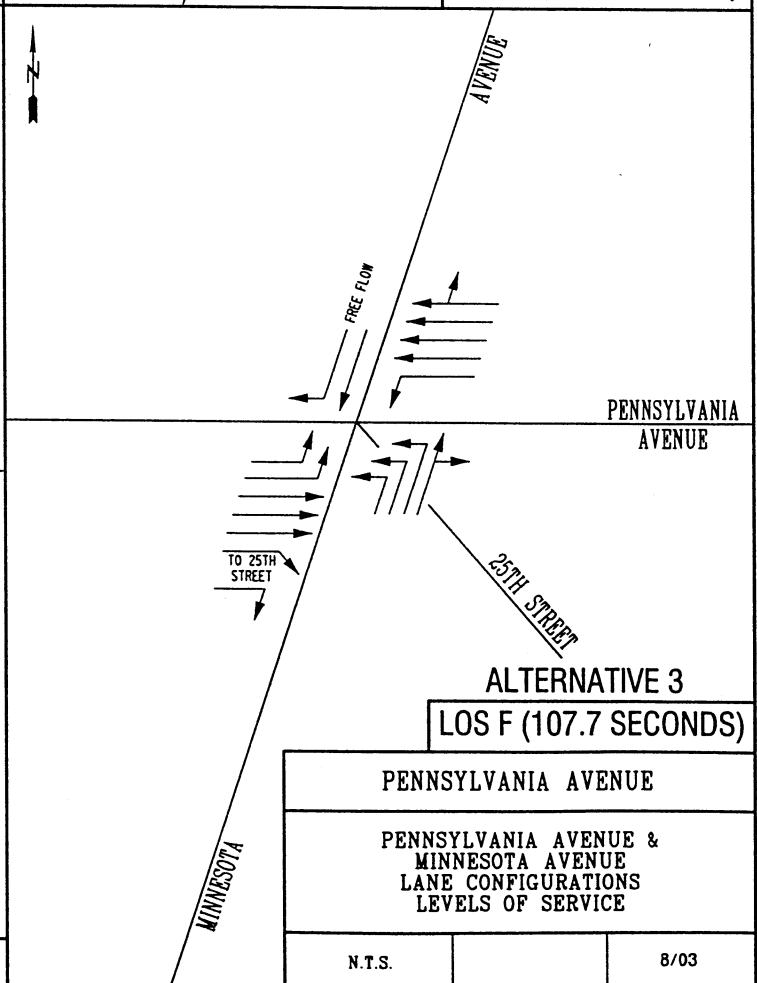 N
AVENUE
FREE FLOW
PENNSYLVANIA
AVENUE
TO 25TH
STREET
25TH STREET
ALTERNATIVE 3
LOS F (107.7 SECONDS)
MINNESOTA
PENNSYLVANIA AVENUE
PENNSYLVANIA AVENUE &
MINNESOTA AVENUE
LANE CONFIGURATIONS
LEVELS OF SERVICE
N.T.S.
8/03